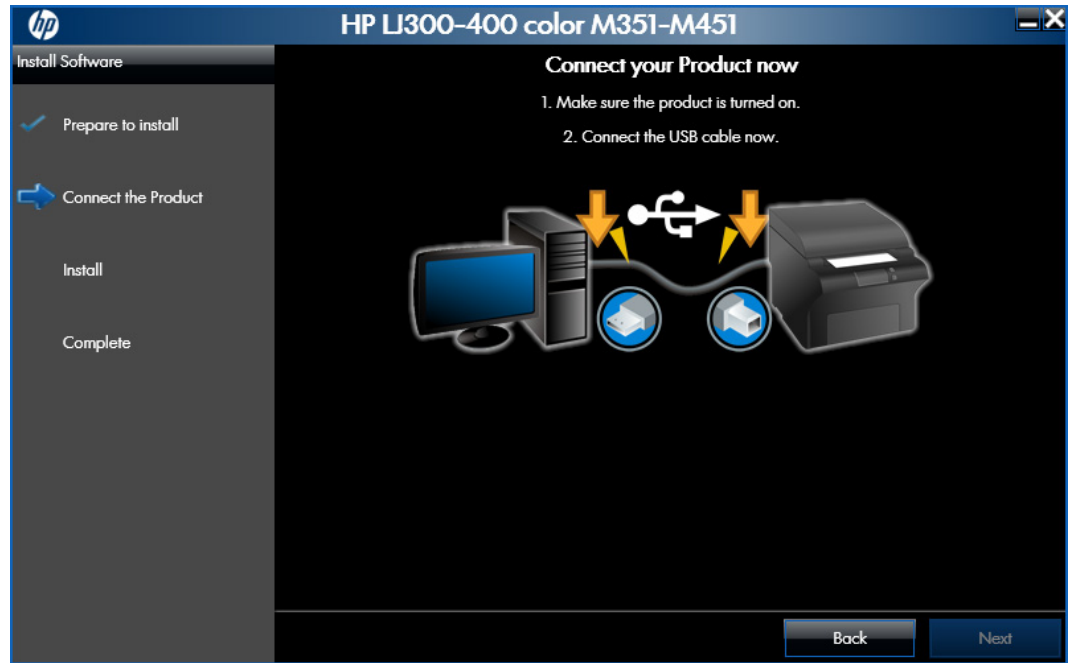 hp
HP LJ300-400 color M351-M451
Install Software
Connect your Product now
1. Make sure the product is turned on.
2. Connect the USB cable now.
Prepare to install
Connect the Product
Install
Complete
Back
Next